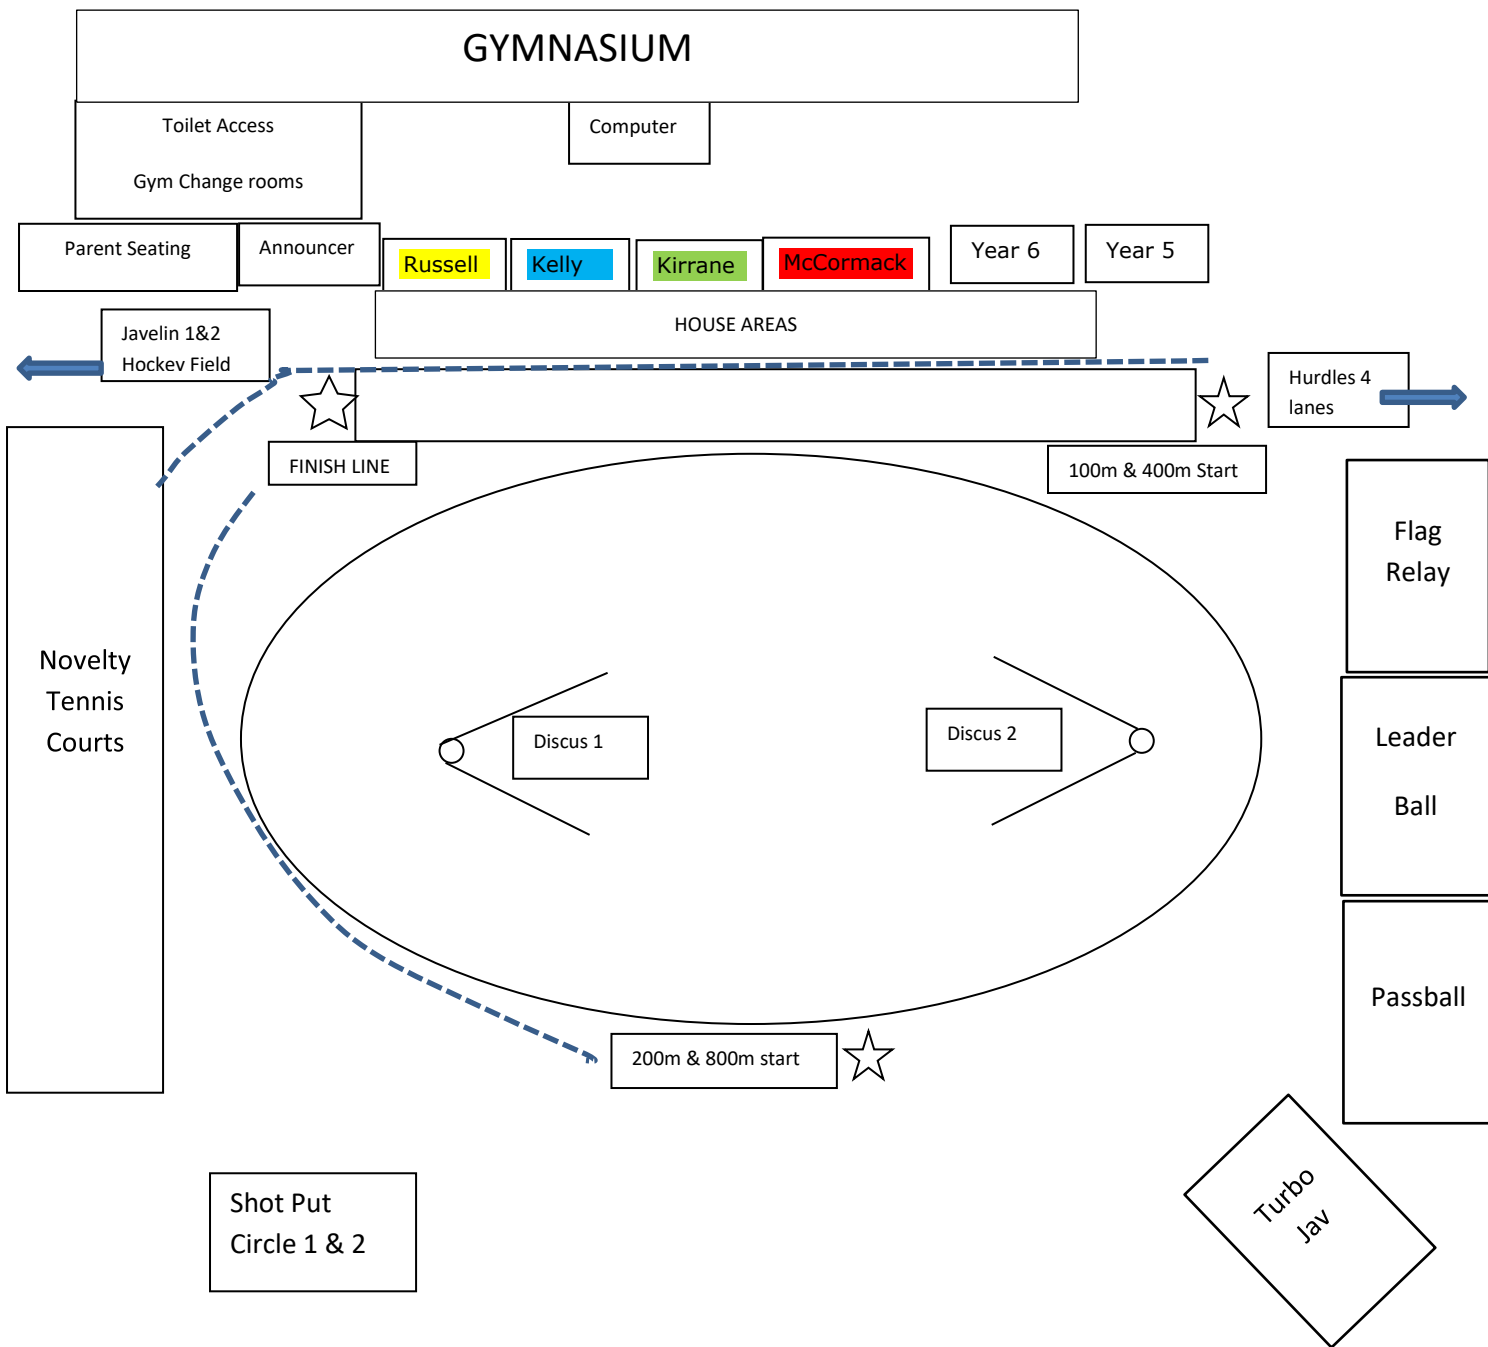 GYMNASIUM
Toilet Access
Gym Change rooms
Computer
Parent Seating
Announcer
Russell
Kelly
Kirrane
McCormack
Year 6
Year 5
HOUSE AREAS
Javelin 1&2
Hockey Field
Hurdles 4
lanes
FINISH LINE
100m & 400m Start
Flag
Relay
Novelty
Tennis
Courts
Discus 1
Discus 2
Leader
Ball
Passball
200m & 800m start
Turbo
Jav
Shot Put
Circle 1 & 2